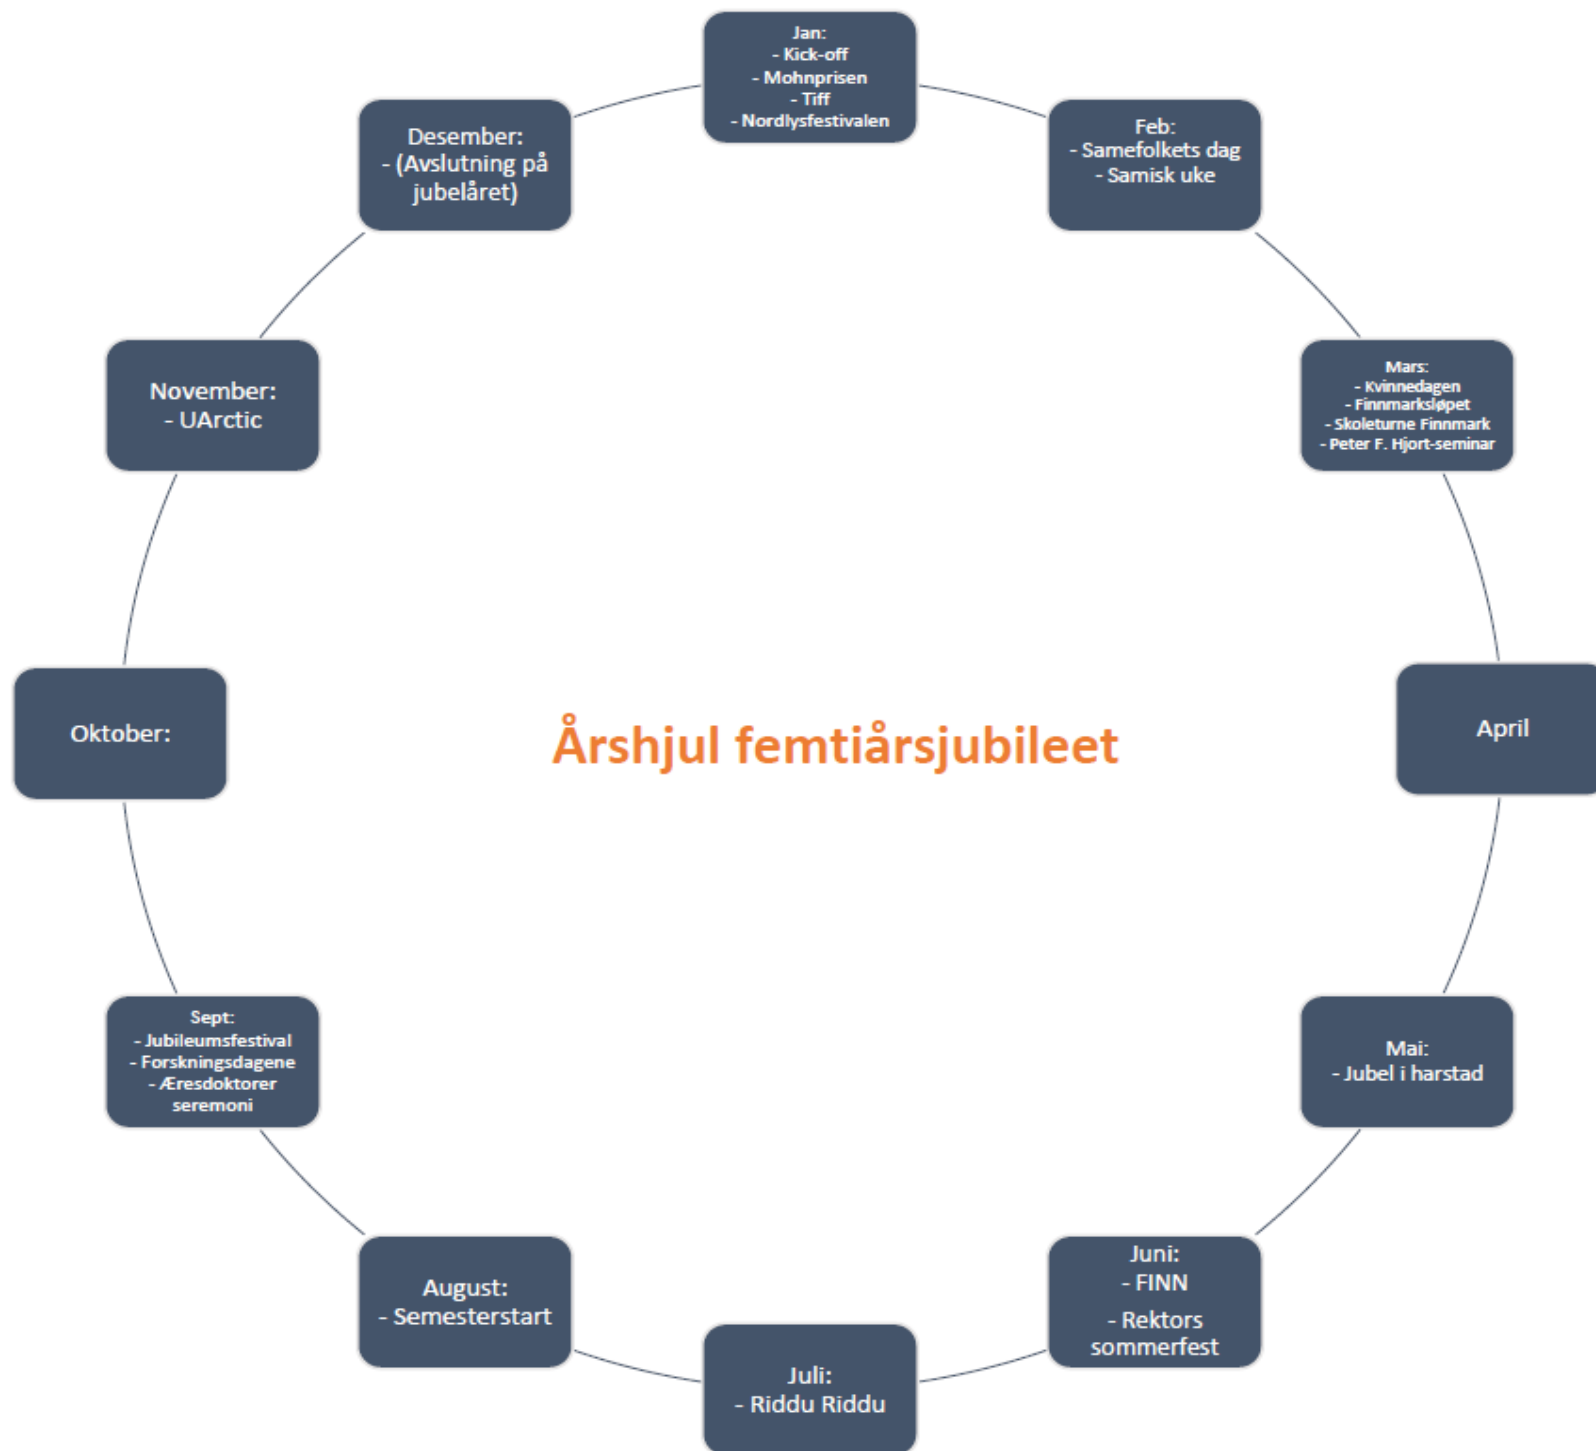 Jan:
- Kick-off
- Mohnprisen
- Tiff
- Nordlysfestivalen
Feb:
- Samefolkets dag
- Samisk uke
Mars:
- Kvinnedagen
- Finnmarksløpet
- Skoleturne Finnmark
- Peter F. Hjort-seminar
April
Mai:
- Jubel i harstad
Juni:
- FINN
- Rektors
sommerfest
Juli:
- Riddu Riddu
August:
- Semesterstart
Sept:
- Jubileumsfestival
- Forskningsdagene
- Æresdoktorer
seremoni
Oktober:
November:
- UArctic
Desember:
- (Avslutning på
jubelåret)
Årshjul femtiårsjubileet